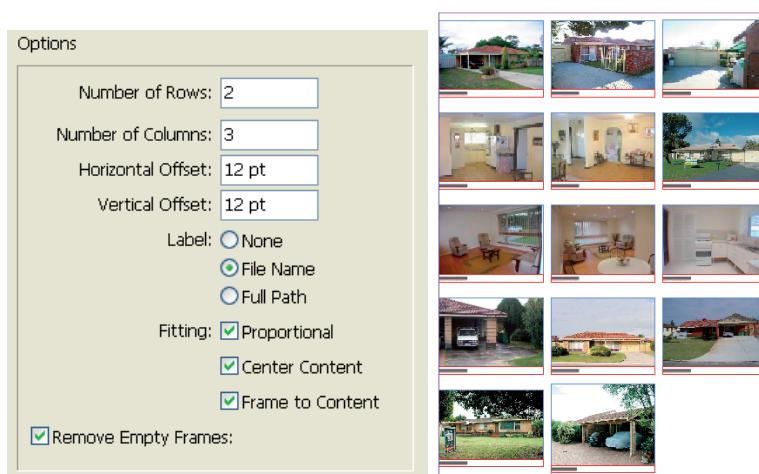 Options
Number of Rows: 2
Number of Columns: 3
Horizontal Offset: 12 pt
Vertical Offset: 12 pt
Label: None
File Name
Full Path
Fitting: Proportional
Center Content
Frame to Content
Remove Empty Frames: